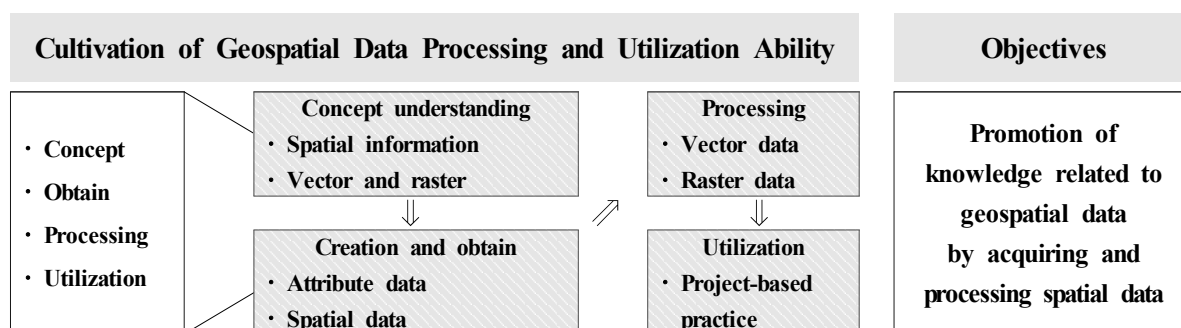 Cultivation of Geospatial Data Processing and Utilization Ability
Objectives
· Concept
· Obtain
· Processing
· Utilization
Concept understanding
· Spatial information
· Vector and raster
Creation and obtain
· Attribute data
· Spatial data
Processing
· Vector data
· Raster data
Utilization
· Project-based
practice
Promotion of
knowledge related to
geospatial data
by acquiring and
processing spatial data